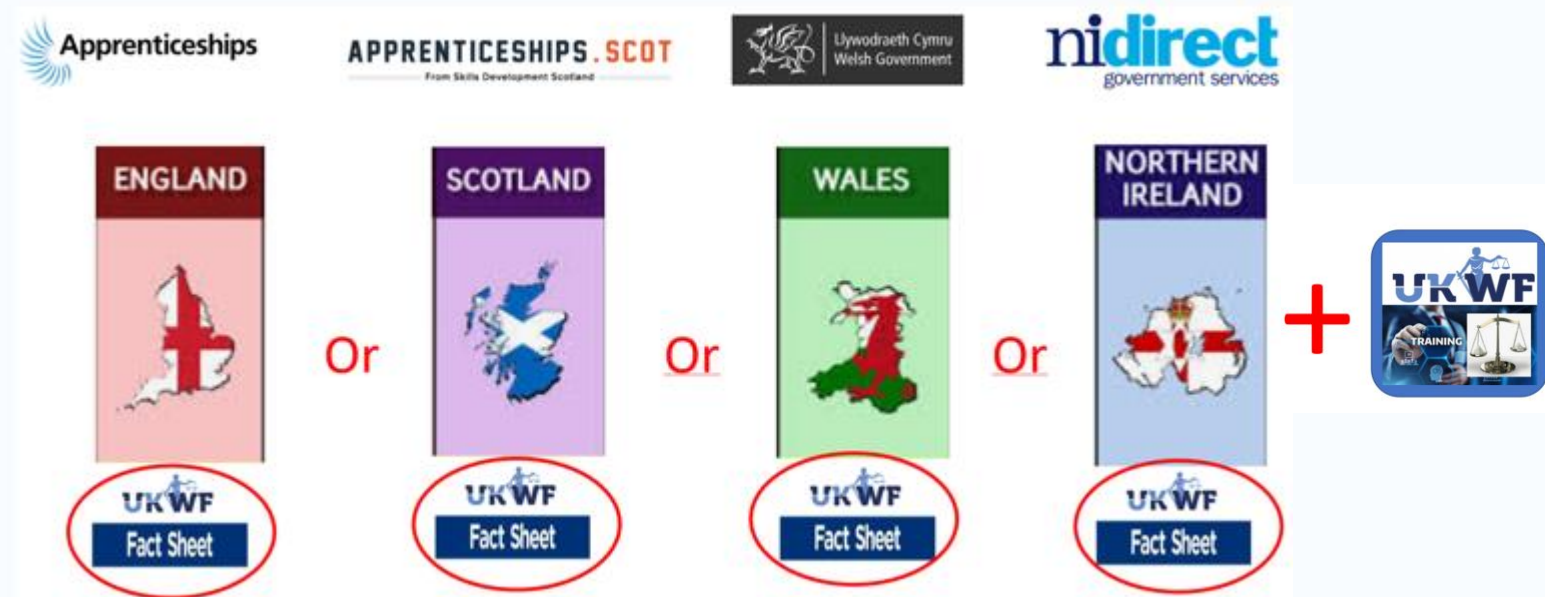 Apprenticeships
APPRENTICESHIPS.SCOT
From Skills Development Scotland
Llywodraeth Cymru
Welsh Government
nidirect
government services
ENGLAND
SCOTLAND
WALES
NORTHERN
IRELAND
Or
Or
Or
+
UKWF
TRAINING
UKWF
Fact Sheet
UKWF
Fact Sheet
UKWF
Fact Sheet
UKWF
Fact Sheet